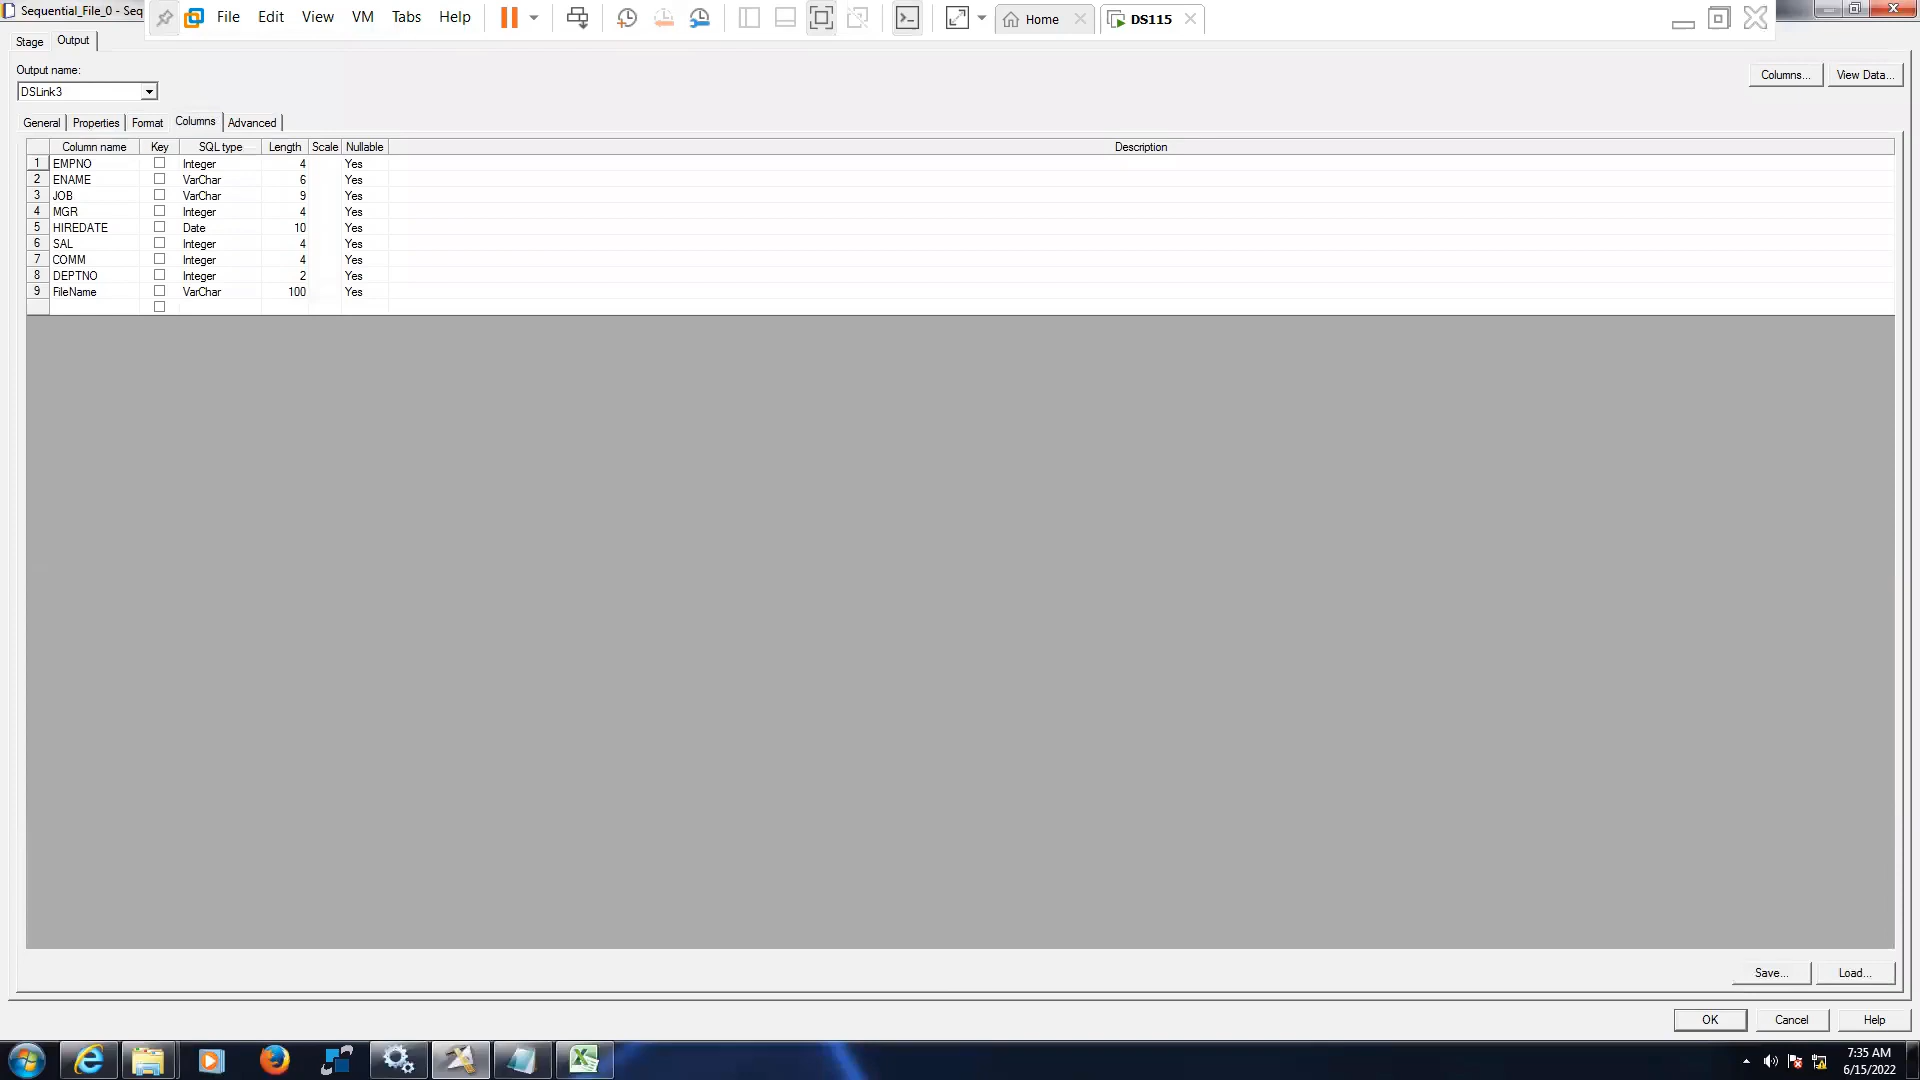 Sequential_File_0 - Seq
File Edit View VM Tabs Help Home DS115
Stage Output
Output name:
Columns... View Data...
DSLink3
General Properties Format Columns Advanced
Column name Key SQL type Length Scale Nullable Description
1 EMPNO Integer 4 Yes
2 ENAME VarChar 6 Yes
3 JOB VarChar 9 Yes
4 MGR Integer 4 Yes
5 HIREDATE Date 10 Yes
6 SAL Integer 4 Yes
7 COMM Integer 4 Yes
8 DEPTNO Integer 2 Yes
9 FileName VarChar 100 Yes
Save... Load...
OK Cancel Help
7:35 AM
6/15/2022